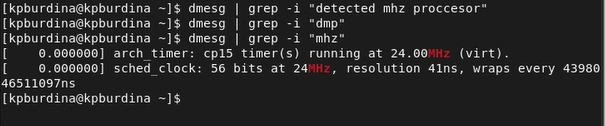 [kpburdina@kpburdina ~]$ dmesg | grep -i "detected mhz proccesor"
[kpburdina@kpburdina ~]$ dmesg | grep -i "dmp"
[kpburdina@kpburdina ~]$ dmesg | grep -i "mhz"
[    0.000000] arch_timer: cp15 timer(s) running at 24.00MHz (virt).
[    0.000000] sched_clock: 56 bits at 24MHz, resolution 41ns, wraps every 43980
46511097ns
[kpburdina@kpburdina ~]$